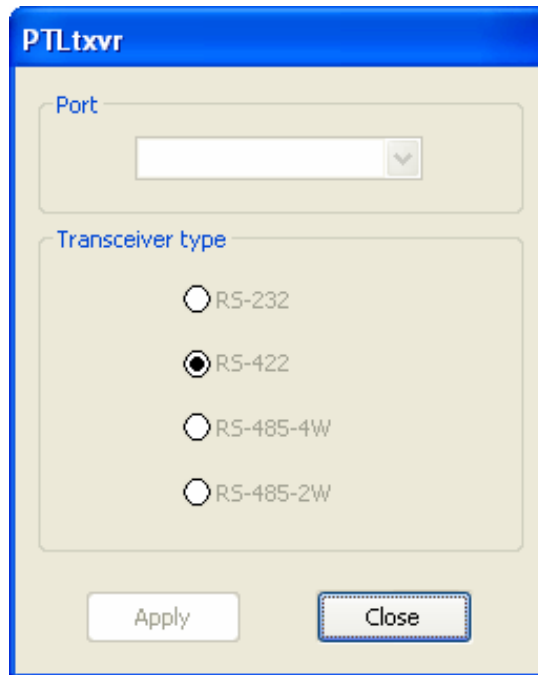 PTLtxvr
Port
Transceiver type
RS-232
RS-422
RS-485-4W
RS-485-2W
Apply Close